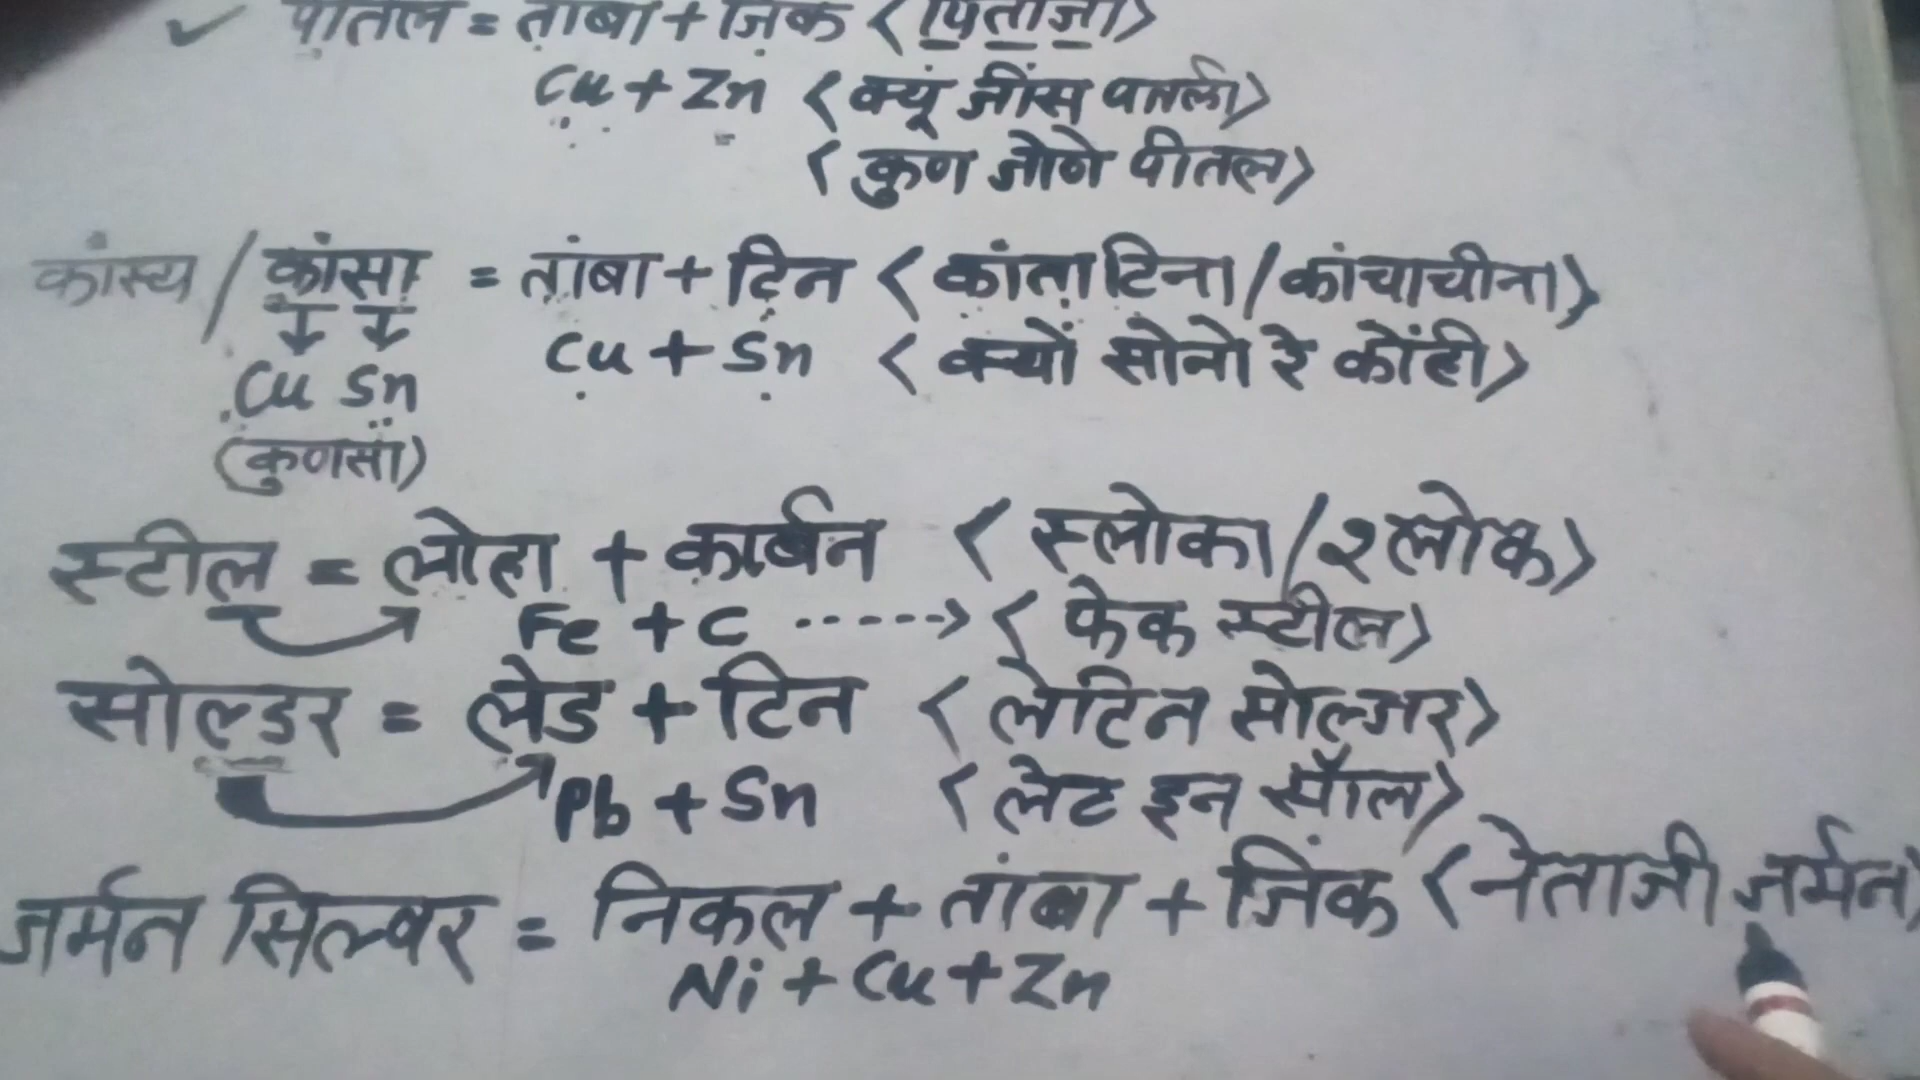 पीतल = तांबा + जिंक < पिताजी >
Cu + Zn < क्यूं जींस पतली >
< कुण जोणे पीतल >
कांस्य / कांसा = तांबा + टिन < कांता टिना / कांचाचीना >
Cu Sn Cu + Sn < क्यों सोनो रे कोंही >
(कुणसा)
स्टील = लोहा + कार्बन < स्लोका / श्लोक >
Fe + C -----> < फेक स्टील >
सोल्डर = लेड + टिन < लेटिन सोल्जर >
Pb + Sn < लेट इन सॉल >
जर्मन सिल्वर = निकल + तांबा + जिंक < नेताजी जर्मन >
Ni + Cu + Zn